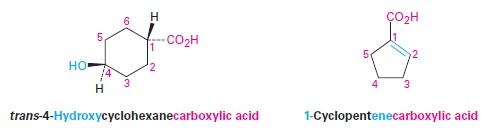 H
6
5
1
CO2H
HO
4
2
3
H
trans-4-Hydroxycyclohexanecarboxylic acid
CO2H
1
5
2
4
3
1-Cyclopentenecarboxylic acid